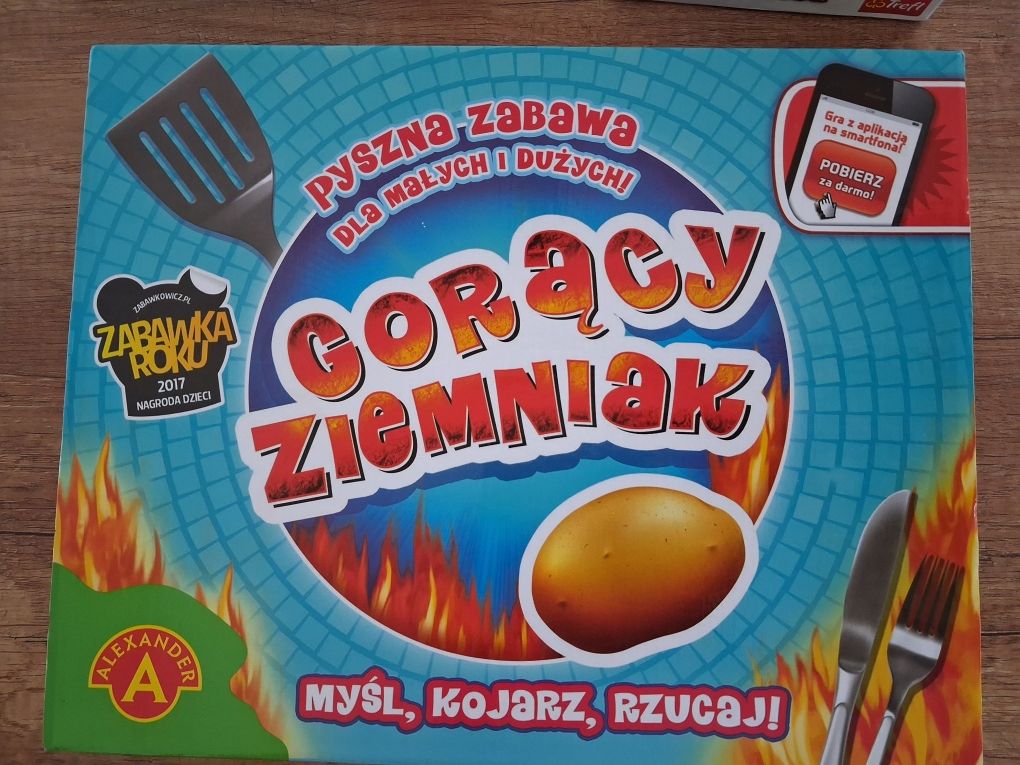 Trefl
PYSZNA ZABAWA
DLA MAŁYCH I DUŻYCH!
Gra z aplikacją
na smartfona!
POBIERZ
za darmo!
GORĄCY
ZIEMNIAK
ZABAWKOWICZ.PL
ZABAWKA
ROKU
2017
NAGRODA DZIECI
ALEXANDER
A
MYŚL, KOJARZ, RZUCAJ!